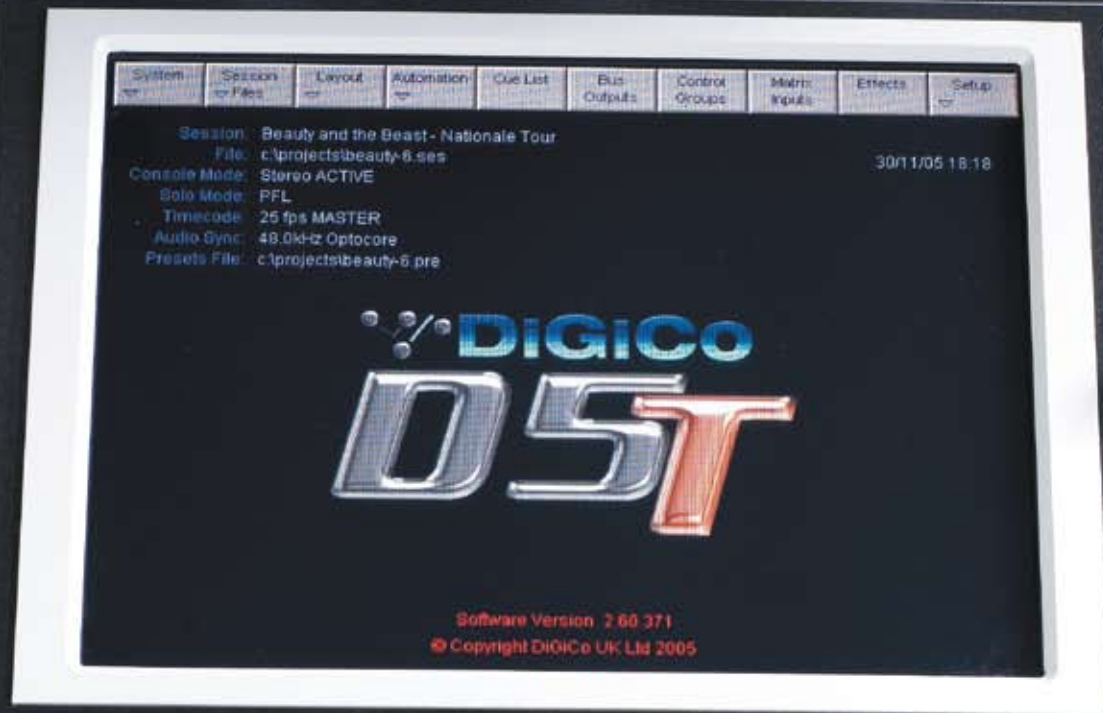 System
Session Files
Layout
Automation
Cue List
Bus Outputs
Control Groups
Matrix Inputs
Effects
Setup
Session: Beauty and the Beast - Nationale Tour
File: c:\projects\beauty-6.ses
30/11/05 18:18
Console Mode: Stereo ACTIVE
Solo Mode: PFL
Timecode: 25 fps MASTER
Audio Sync: 48.0kHz Optocore
Presets File: c:\projects\beauty-6.pre
DiGiCo
D5T
Software Version 2.60.371
© Copyright DiGiCo UK Ltd 2005